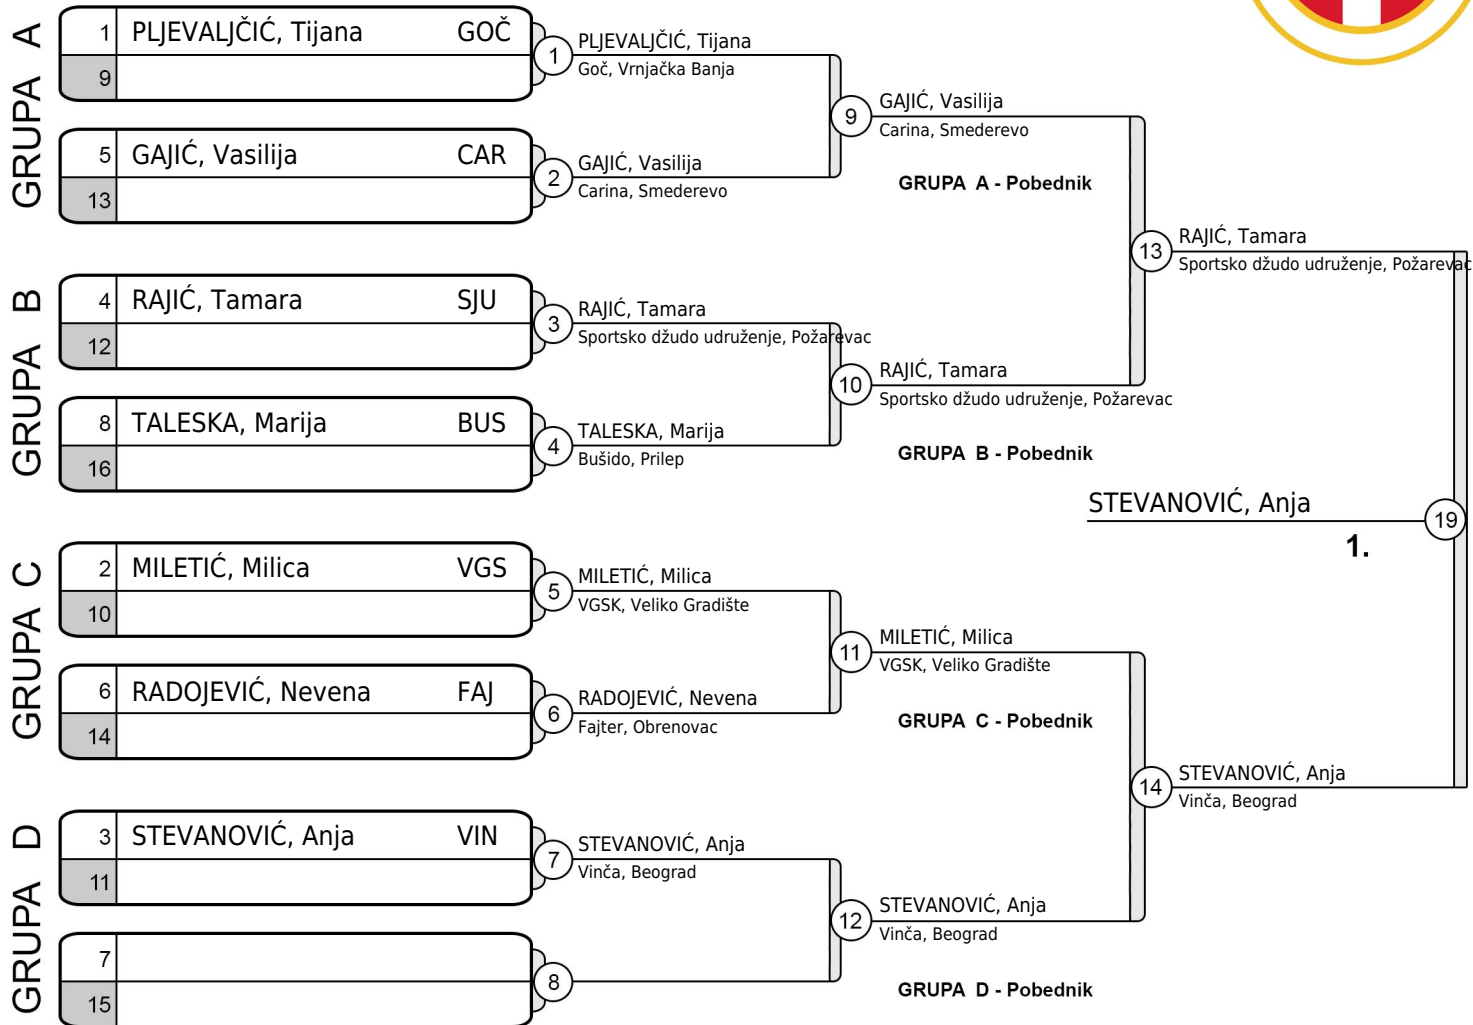 GRUPA A
1 PLJEVALJČIĆ, Tijana GOČ
9
5 GAJIĆ, Vasilija CAR
13
GRUPA B
4 RAJIĆ, Tamara SJU
12
8 TALESKA, Marija BUS
16
GRUPA C
2 MILETIĆ, Milica VGS
10
6 RADOJEVIĆ, Nevena FAJ
14
GRUPA D
3 STEVANOVIĆ, Anja VIN
11
7
15
1
PLJEVALJČIĆ, Tijana
Goč, Vrnjačka Banja
2
GAJIĆ, Vasilija
Carina, Smederevo
3
RAJIĆ, Tamara
Sportsko džudo udruženje, Požarevac
4
TALESKA, Marija
Bušido, Prilep
5
MILETIĆ, Milica
VGSK, Veliko Gradište
6
RADOJEVIĆ, Nevena
Fajter, Obrenovac
7
STEVANOVIĆ, Anja
Vinča, Beograd
8
9
GAJIĆ, Vasilija
Carina, Smederevo
GRUPA A - Pobednik
10
RAJIĆ, Tamara
Sportsko džudo udruženje, Požarevac
GRUPA B - Pobednik
11
MILETIĆ, Milica
VGSK, Veliko Gradište
GRUPA C - Pobednik
12
STEVANOVIĆ, Anja
Vinča, Beograd
GRUPA D - Pobednik
13
RAJIĆ, Tamara
Sportsko džudo udruženje, Požarevac
14
STEVANOVIĆ, Anja
Vinča, Beograd
STEVANOVIĆ, Anja
19
1.